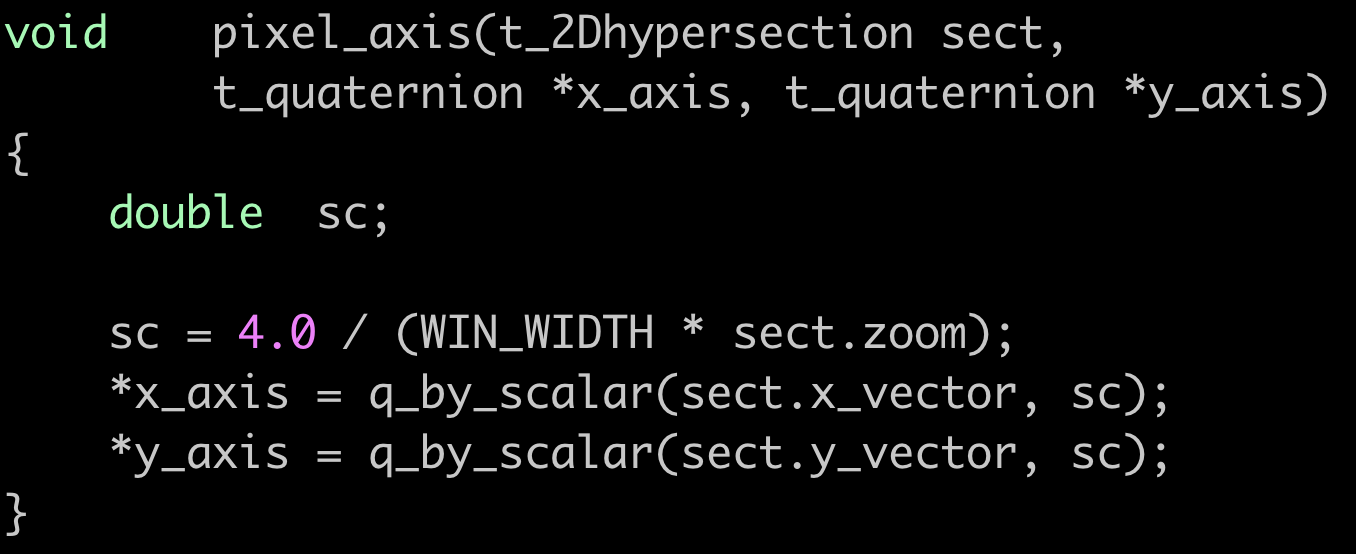 void    pixel_axis(t_2Dhypersection sect,
        t_quaternion *x_axis, t_quaternion *y_axis)
{
    double  sc;

    sc = 4.0 / (WIN_WIDTH * sect.zoom);
    *x_axis = q_by_scalar(sect.x_vector, sc);
    *y_axis = q_by_scalar(sect.y_vector, sc);
}